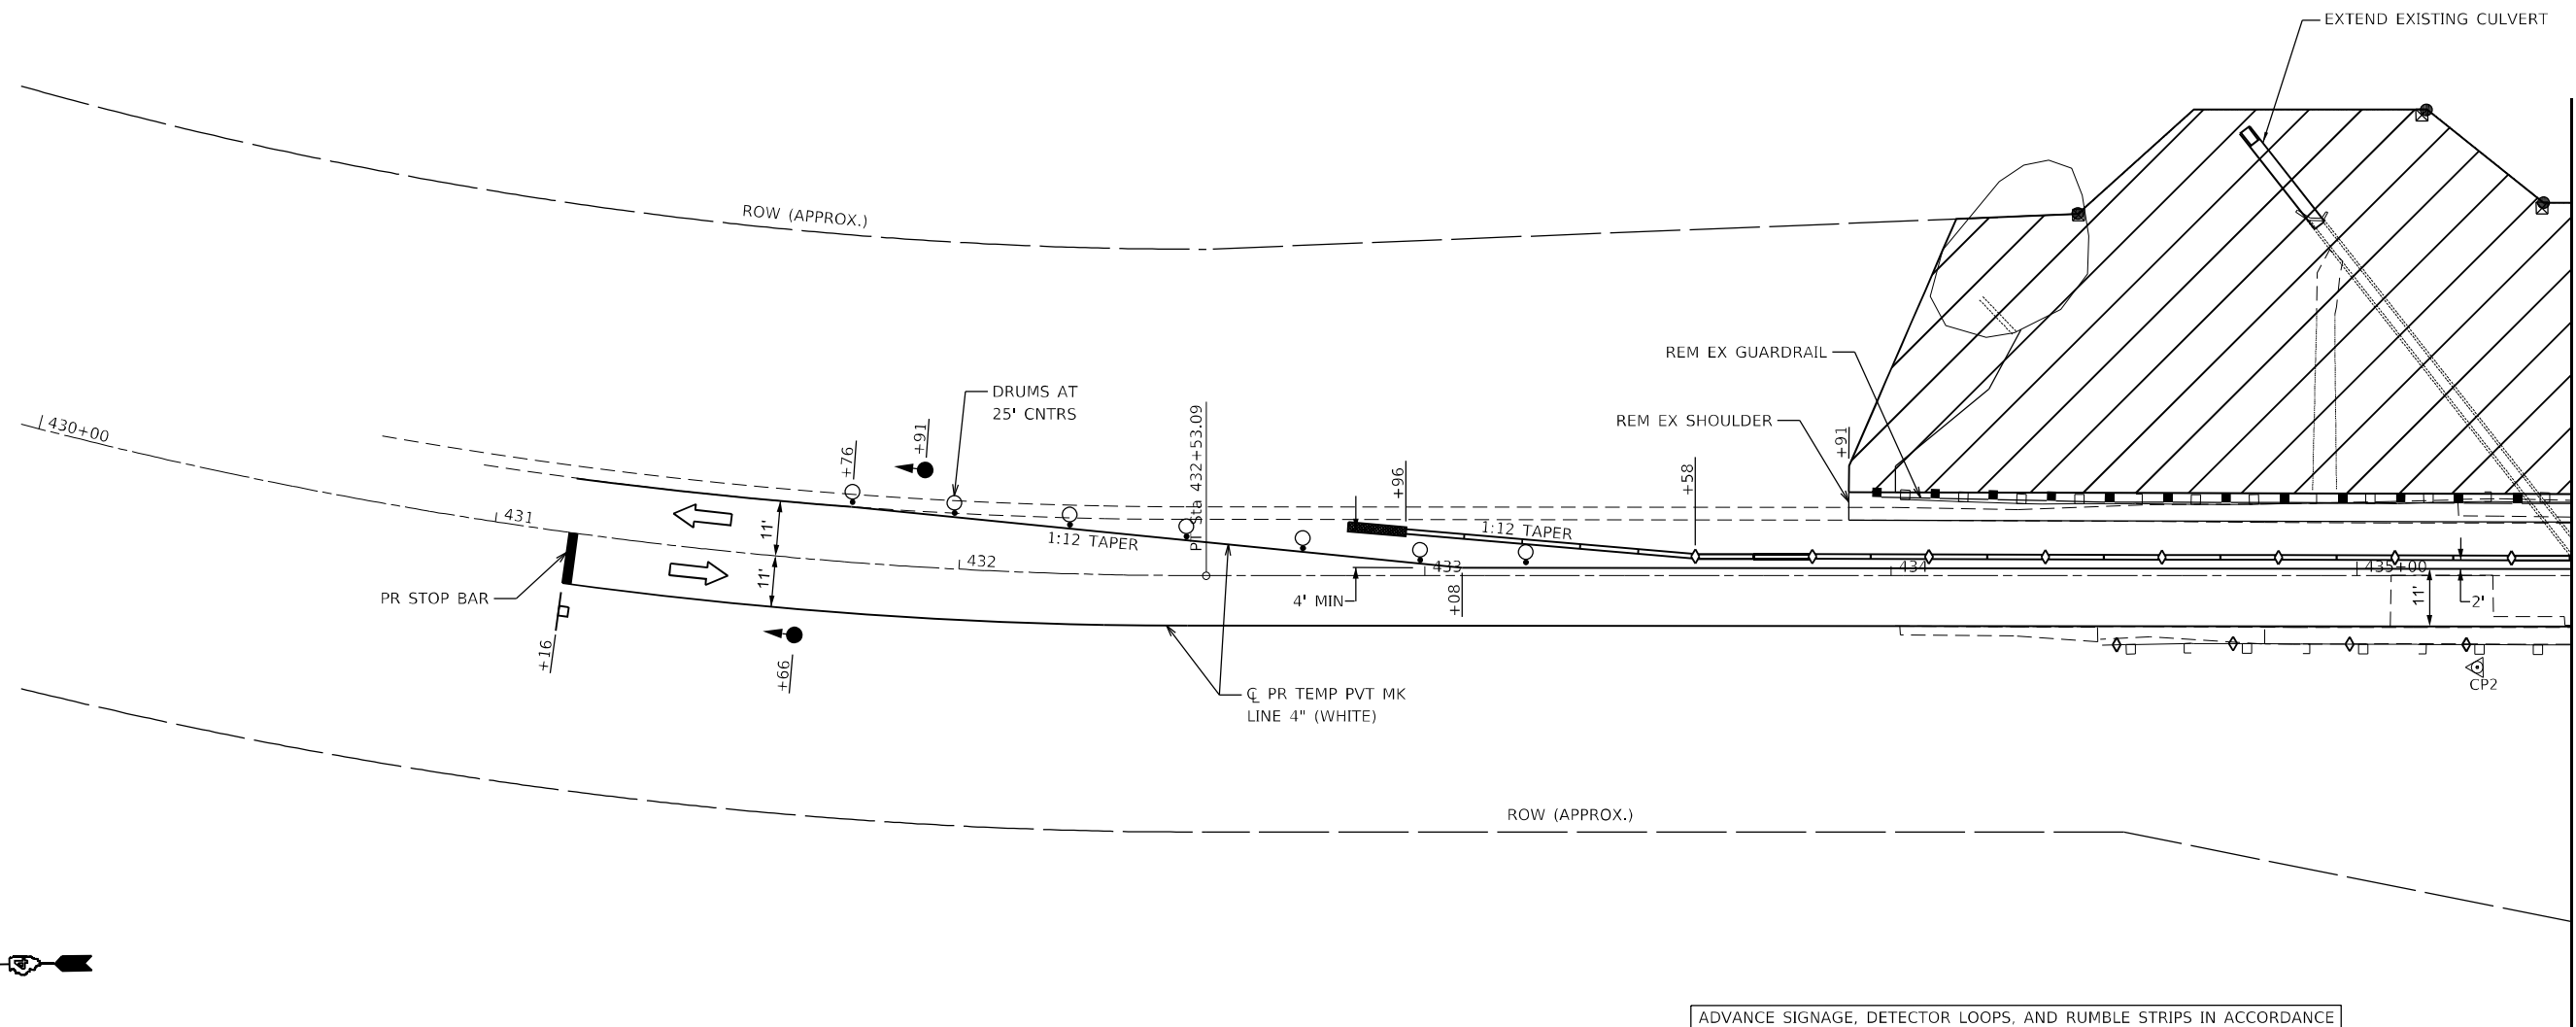 EXTEND EXISTING CULVERT
ROW (APPROX.)
REM EX GUARDRAIL
REM EX SHOULDER
DRUMS AT
25' CNTRS
430+00
+76
+91
PT Sta 432+53.09
+96
+58
+91
431
11'
1:12 TAPER
1:12 TAPER
432
433
434
435+00
PR STOP BAR
11'
4' MIN
+08
11'
2'
+16
+66
CP2
℄ PR TEMP PVT MK
LINE 4" (WHITE)
ROW (APPROX.)
ADVANCE SIGNAGE, DETECTOR LOOPS, AND RUMBLE STRIPS IN ACCORDANCE